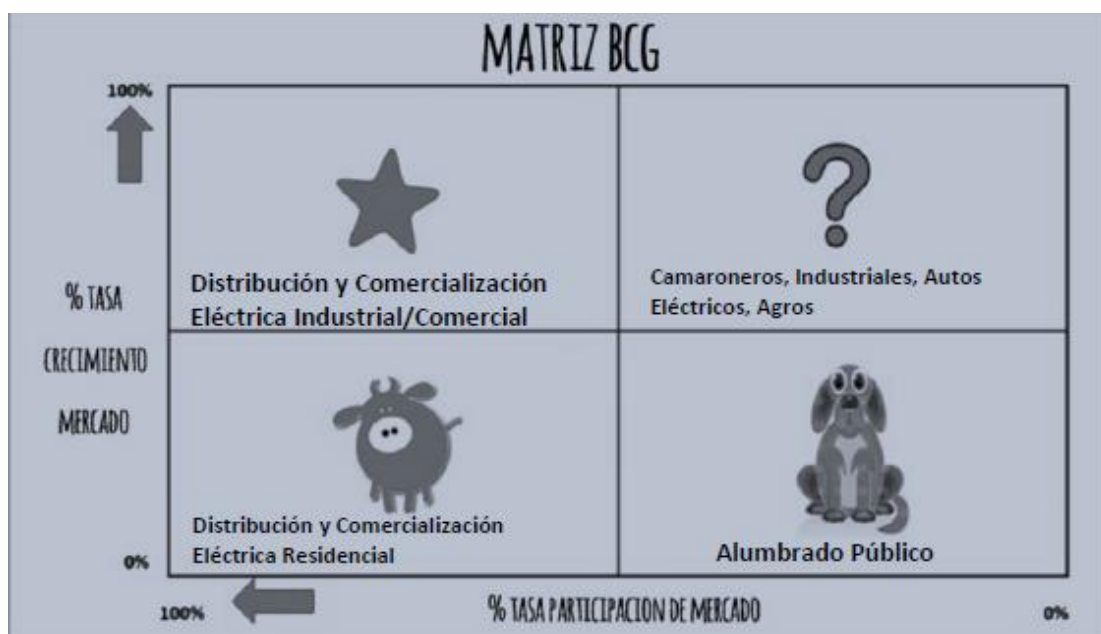 MATRIZ BCG
100%
?
Distribución y Comercialización
Eléctrica Industrial/Comercial
Camaroneros, Industriales, Autos
Eléctricos, Agros
% TASA
CRECIMIENTO
MERCADO
Distribución y Comercialización
Eléctrica Residencial
Alumbrado Público
0%
100%
% TASA PARTICIPACION DE MERCADO
0%